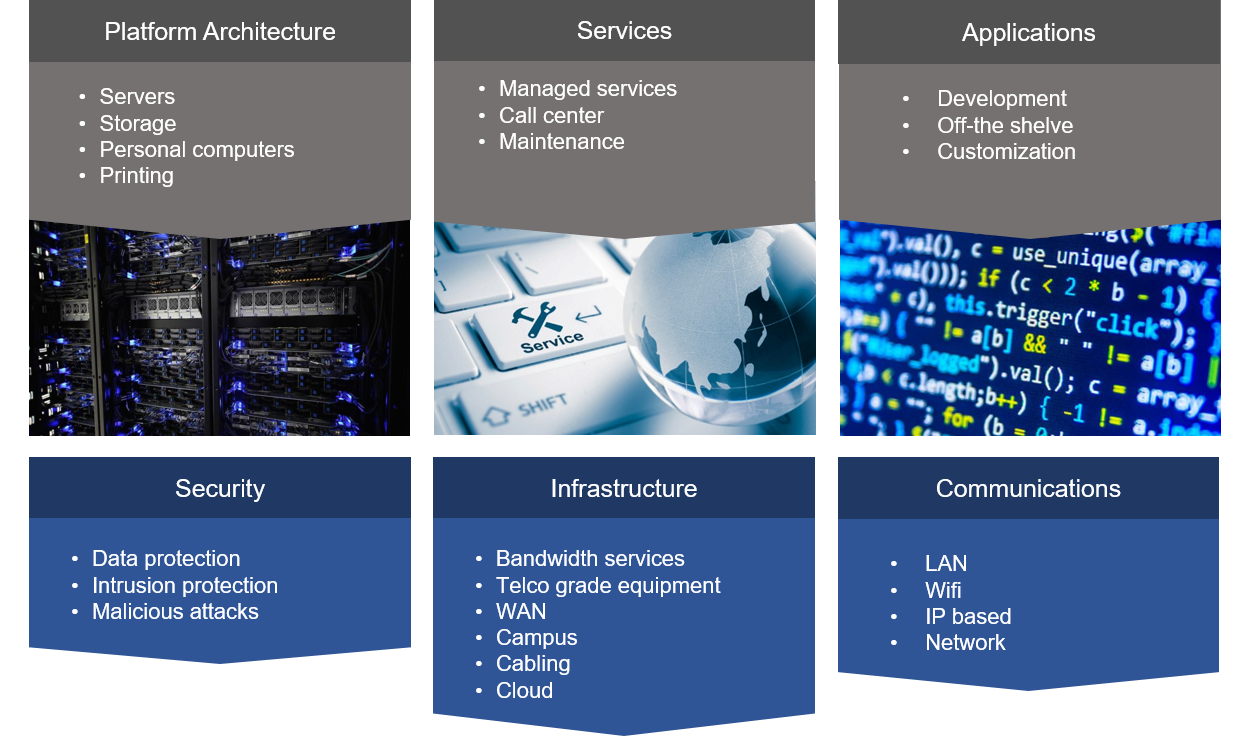 Platform Architecture
• Servers
• Storage
• Personal computers
• Printing
Services
• Managed services
• Call center
• Maintenance
Applications
• Development
• Off-the shelve
• Customization
Service
SHIFT
").val(), c = use_unique(array_
").val())); if (c < 2 * b - 1) {
" + c), this.trigger("click"); }
) { "" != a[b] && " " != a[b] ||
("#User_logged").val(); c = array_
c.length;b++) { -1 != a.inde
} a = ""; for (b = 0;
Security
• Data protection
• Intrusion protection
• Malicious attacks
Infrastructure
• Bandwidth services
• Telco grade equipment
• WAN
• Campus
• Cabling
• Cloud
Communications
• LAN
• Wifi
• IP based
• Network